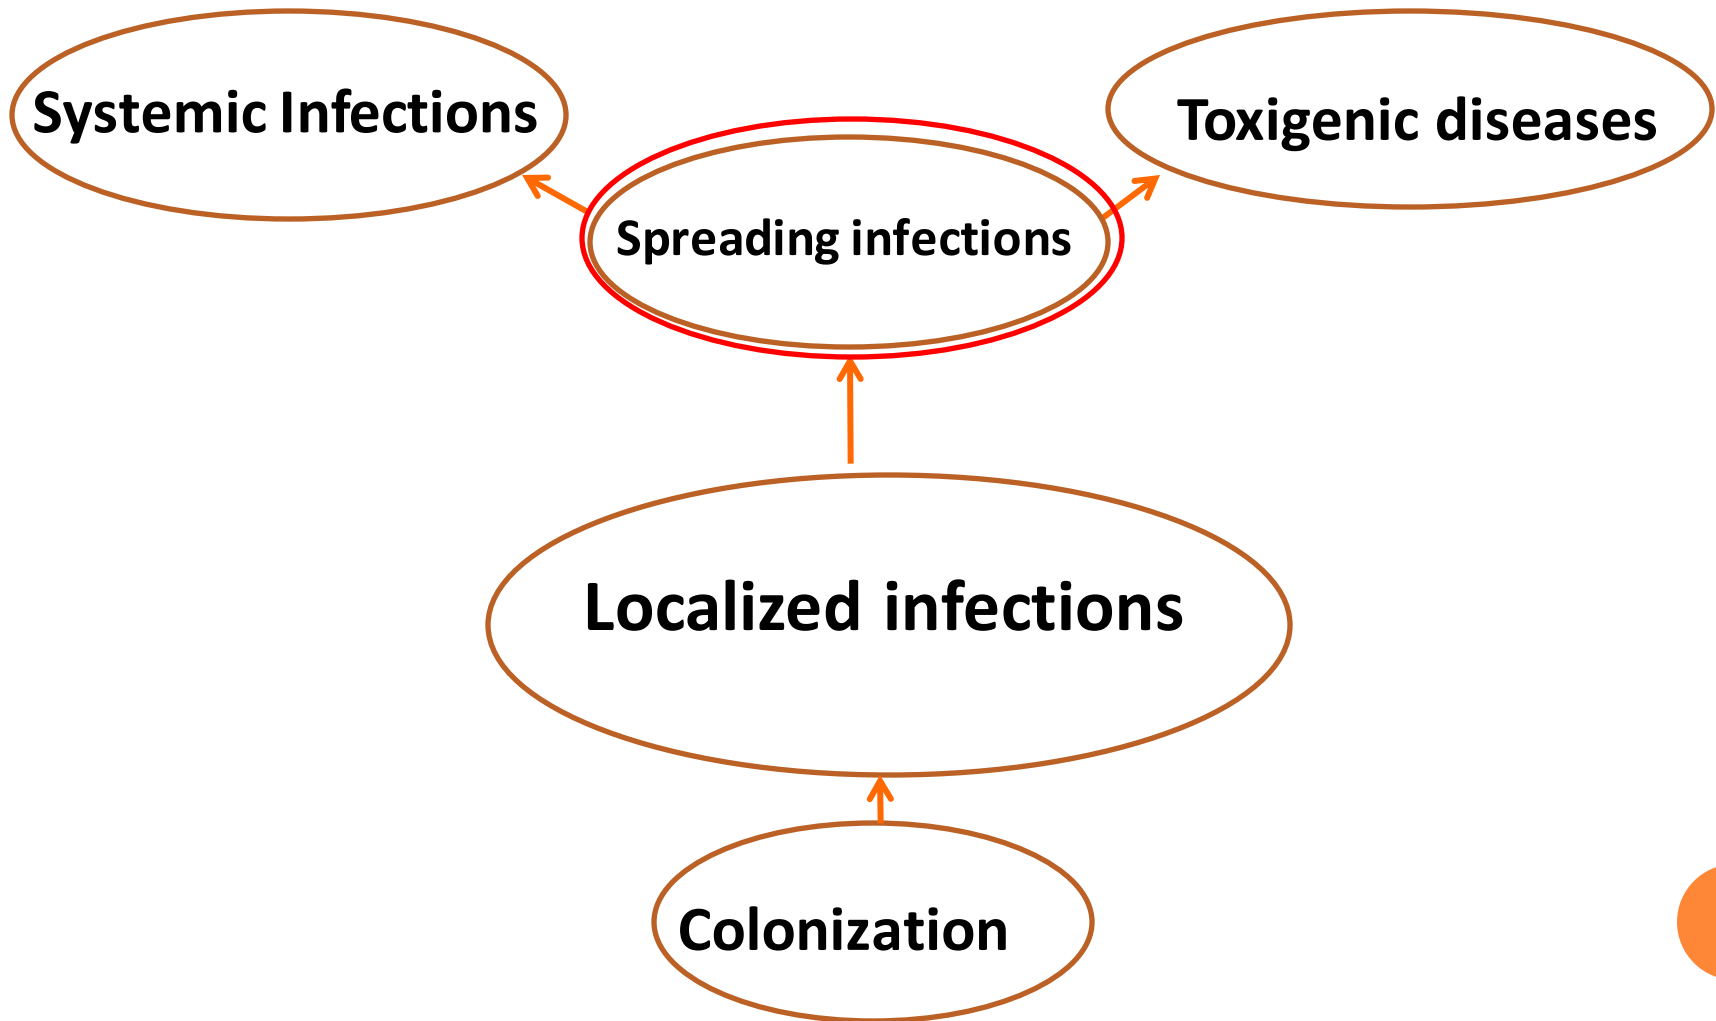 Systemic Infections
Toxigenic diseases
Spreading infections
Localized infections
Colonization